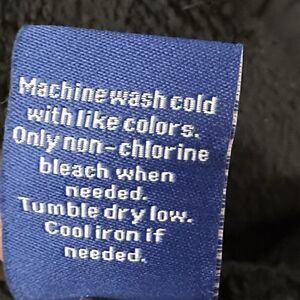 Machine wash cold
with like colors.
Only non-chlorine
bleach when
needed.
Tumble dry low.
Cool iron if
needed.